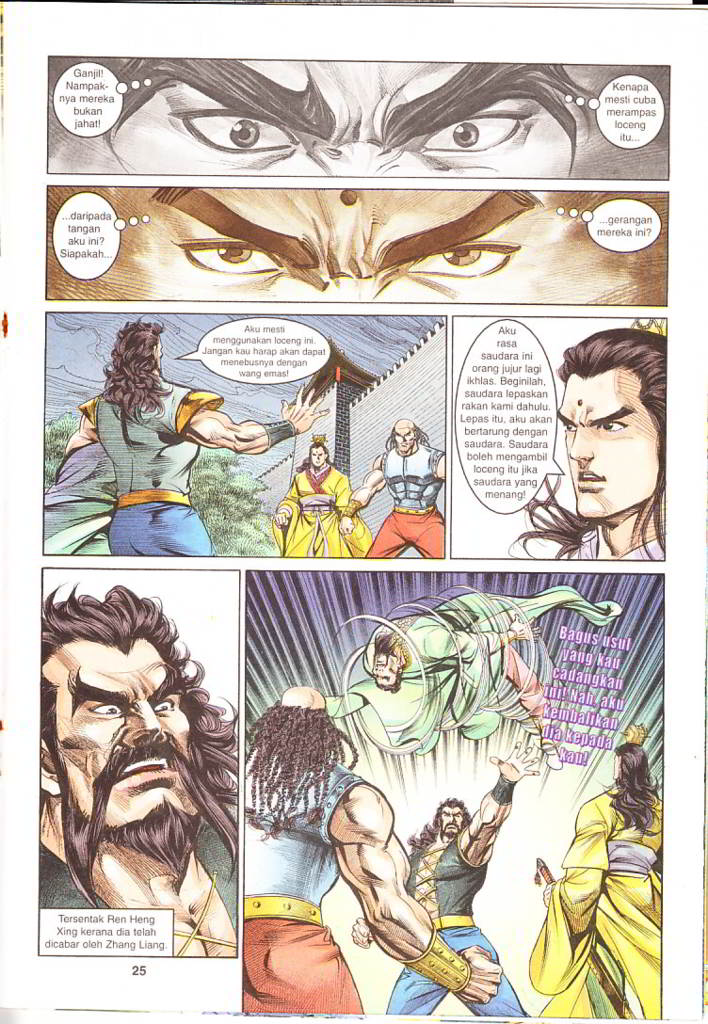 Ganjil!
Nampak-
nya mereka
bukan
jahat!
Kenapa
mesti cuba
merampas
loceng
itu...
...daripada
tangan
aku ini?
Siapakah...
...gerangan
mereka ini?
Aku mesti
menggunakan loceng ini.
Jangan kau harap akan dapat
menebusnya dengan
wang emas!
Aku
rasa
saudara ini
orang jujur lagi
ikhlas. Beginilah,
saudara lepaskan
rakan kami dahulu.
Lepas itu, aku akan
bertarung dengan
saudara. Saudara
boleh mengambil
loceng itu jika
saudara yang
menang!
Tersentak Ren Heng
Xing kerana dia telah
dicabar oleh Zhang Liang.
Bagus usul
yang kau
cadangkan
tdi! Nah, aku
kembalikan
dia kepada
kau!
25